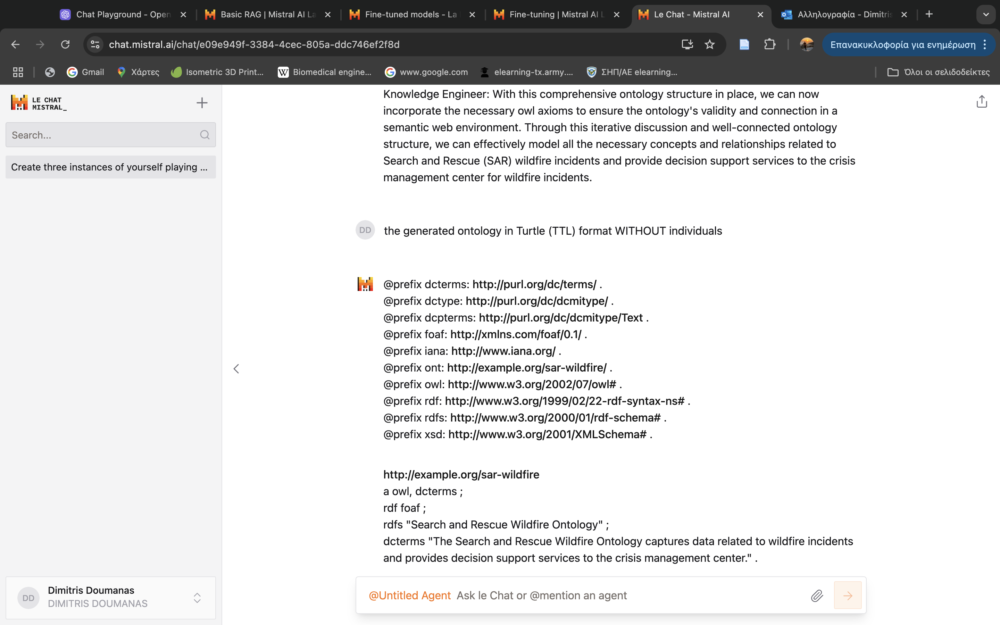 Chat Playground - Open
Basic RAG | Mistral AI La
Fine-tuned models - La
Fine-tuning | Mistral AI L
Le Chat - Mistral AI
Αλληλογραφία - Dimitris
chat.mistral.ai/chat/e09e949f-3384-4cec-805a-ddc746ef2f8d
Επανακυκλοφορία για ενημέρωση
Gmail
Χάρτες
Isometric 3D Print...
W Biomedical engine...
www.google.com
elearning-tx.army....
ΣΗΠ/ΑΕ elearning...
Όλοι οι σελιδοδείκτες
LE CHAT
MISTRAL_
Search...
Create three instances of yourself playing ...
Knowledge Engineer: With this comprehensive ontology structure in place, we can now
incorporate the necessary owl axioms to ensure the ontology's validity and connection in a
semantic web environment. Through this iterative discussion and well-connected ontology
structure, we can effectively model all the necessary concepts and relationships related to
Search and Rescue (SAR) wildfire incidents and provide decision support services to the crisis
management center for wildfire incidents.
DD
the generated ontology in Turtle (TTL) format WITHOUT individuals
@prefix dcterms: http://purl.org/dc/terms/ .
@prefix dctype: http://purl.org/dc/dcmitype/ .
@prefix dcpterms: http://purl.org/dc/dcmitype/Text .
@prefix foaf: http://xmlns.com/foaf/0.1/ .
@prefix iana: http://www.iana.org/ .
@prefix ont: http://example.org/sar-wildfire/ .
@prefix owl: http://www.w3.org/2002/07/owl# .
@prefix rdf: http://www.w3.org/1999/02/22-rdf-syntax-ns# .
@prefix rdfs: http://www.w3.org/2000/01/rdf-schema# .
@prefix xsd: http://www.w3.org/2001/XMLSchema# .
http://example.org/sar-wildfire
a owl, dcterms ;
rdf foaf ;
rdfs "Search and Rescue Wildfire Ontology" ;
dcterms "The Search and Rescue Wildfire Ontology captures data related to wildfire incidents
and provides decision support services to the crisis management center." .
DD
Dimitris Doumanas
DIMITRIS DOUMANAS
@Untitled Agent Ask le Chat or @mention an agent